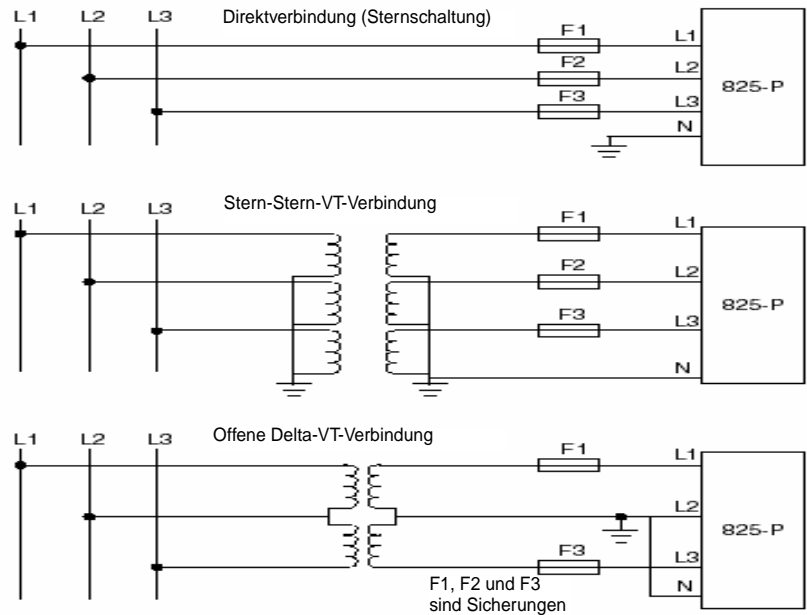 L1 L2 L3 Direktverbindung (Sternschaltung)
F1 L1
F2 L2
F3 L3
N
825-P
L1 L2 L3 Stern-Stern-VT-Verbindung
F1 L1
F2 L2
F3 L3
N
825-P
L1 L2 L3 Offene Delta-VT-Verbindung
F1 L1
L2
F3 L3
N
825-P
F1, F2 und F3
sind Sicherungen